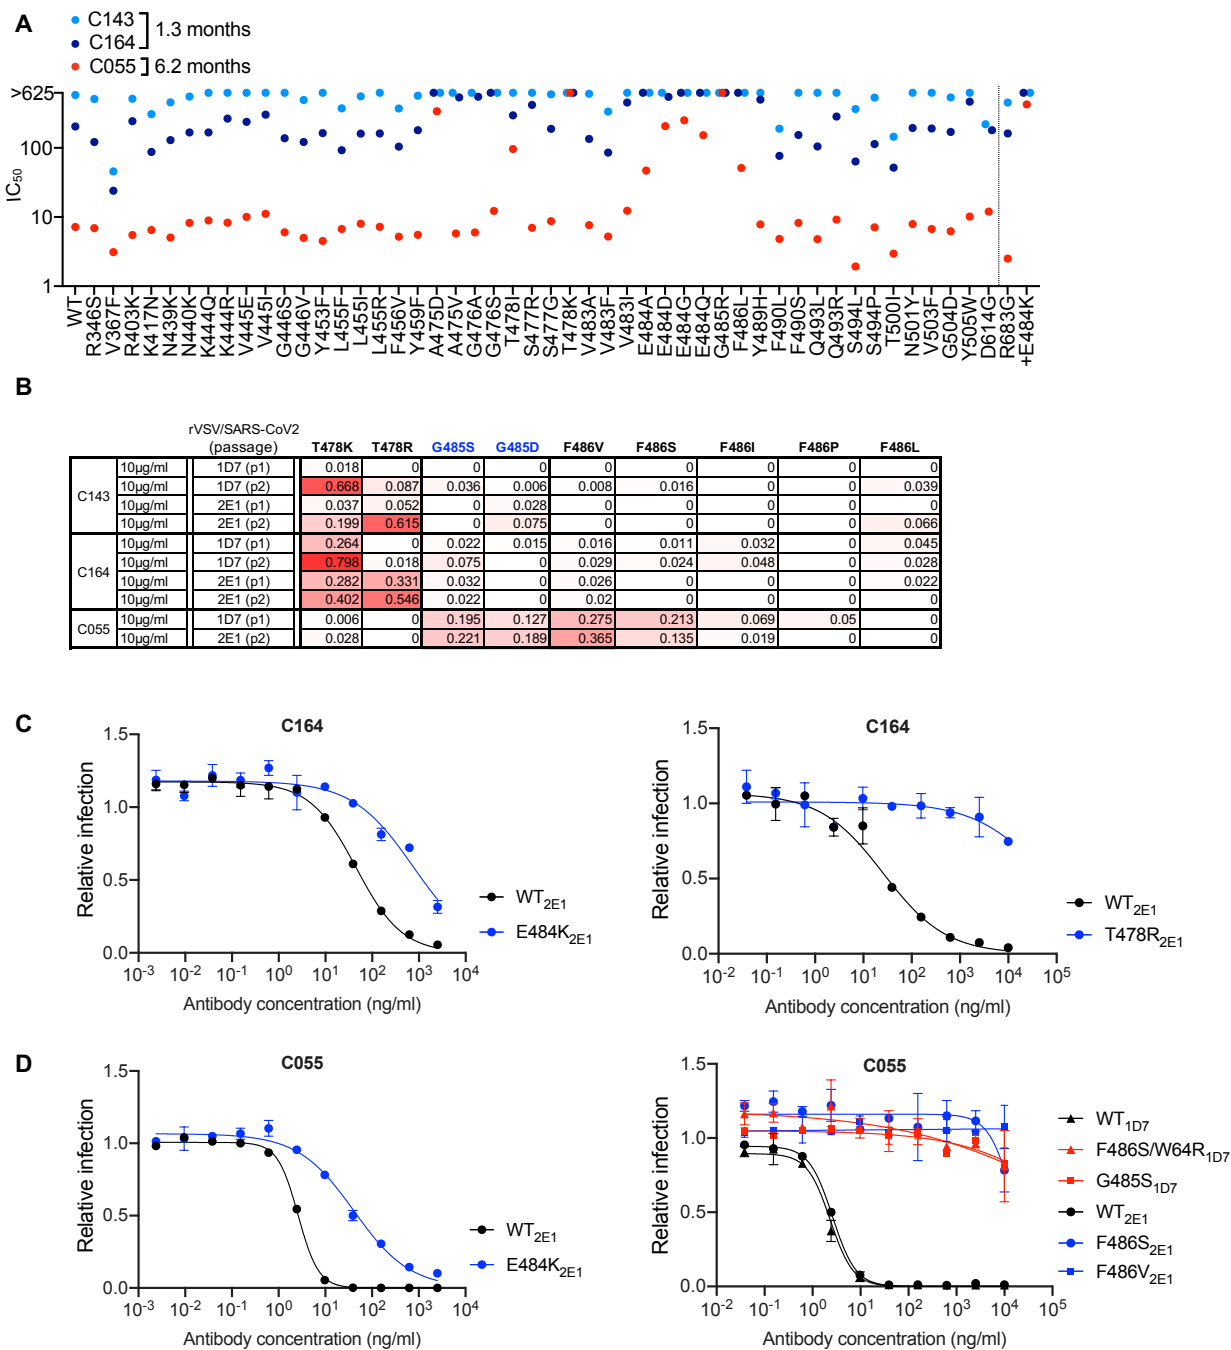 A
C143
C164
1.3 months
C055
6.2 months
IC50
>625
100
10
1
WT
R346S
V367F
R403K
K417N
N439K
N440K
K444Q
K444R
V445E
V445I
G446S
G446V
Y453F
L455F
L455I
L455R
F456V
Y459F
A475D
A475V
G476A
G476S
T478I
S477R
S477G
T478K
V483A
V483F
V483I
E484A
E484D
E484G
E484Q
G485R
F486L
Y489H
F490L
F490S
Q493L
Q493R
S494L
S494P
T500I
N501Y
V503F
G504D
Y505W
D614G
R683G
+E484K
B
rVSV/SARS-CoV2
(passage) T478K T478R G485S G485D F486V F486S F486I F486P F486L
C143
10µg/ml 1D7 (p1) 0.018 0 0 0 0 0 0 0 0
10µg/ml 1D7 (p2) 0.668 0.087 0.036 0.006 0.008 0.016 0 0 0.039
10µg/ml 2E1 (p1) 0.037 0.052 0 0.028 0 0 0 0 0
10µg/ml 2E1 (p2) 0.199 0.615 0 0.075 0 0 0 0 0.066
C164
10µg/ml 1D7 (p1) 0.264 0 0.022 0.015 0.016 0.011 0.032 0 0.045
10µg/ml 1D7 (p2) 0.798 0.018 0.075 0 0.029 0.024 0.048 0 0.028
10µg/ml 2E1 (p1) 0.282 0.331 0.032 0 0.026 0 0 0 0.022
10µg/ml 2E1 (p2) 0.402 0.546 0.022 0 0.02 0 0 0 0
C055
10µg/ml 1D7 (p1) 0.006 0 0.195 0.127 0.275 0.213 0.069 0.05 0
10µg/ml 2E1 (p2) 0.028 0 0.221 0.189 0.365 0.135 0.019 0 0
C
C164
Relative infection
1.5
1.0
0.5
0.0
10-3 10-2 10-1 100 101 102 103 104
Antibody concentration (ng/ml)
WT2E1
E484K2E1
C164
Relative infection
1.5
1.0
0.5
0.0
10-2 10-1 100 101 102 103 104 105
Antibody concentration (ng/ml)
WT2E1
T478R2E1
D
C055
Relative infection
1.5
1.0
0.5
0.0
10-3 10-2 10-1 100 101 102 103 104
Antibody concentration (ng/ml)
WT2E1
E484K2E1
C055
Relative infection
1.5
1.0
0.5
0.0
10-2 10-1 100 101 102 103 104 105
Antibody concentration (ng/ml)
WT1D7
F486S/W64R1D7
G485S1D7
WT2E1
F486S2E1
F486V2E1